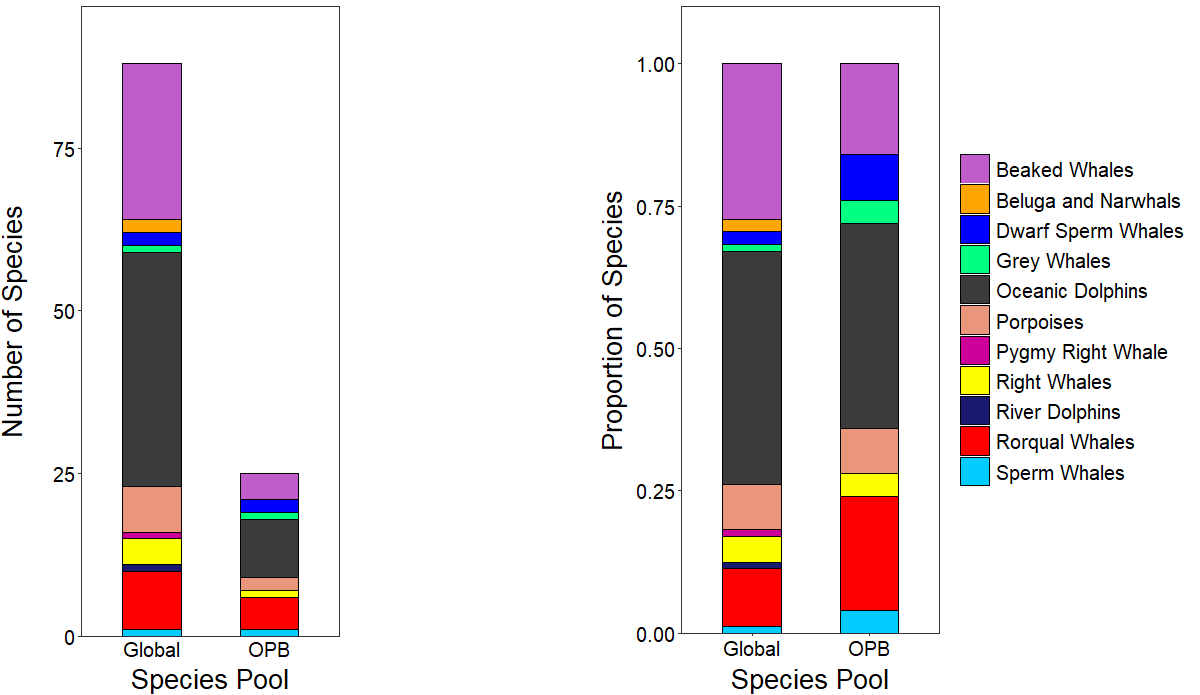 Number of Species
75
50
25
0
Global
OPB
Species Pool
Proportion of Species
1.00
0.75
0.50
0.25
0.00
Global
OPB
Species Pool
Beaked Whales
Beluga and Narwhals
Dwarf Sperm Whales
Grey Whales
Oceanic Dolphins
Porpoises
Pygmy Right Whale
Right Whales
River Dolphins
Rorqual Whales
Sperm Whales